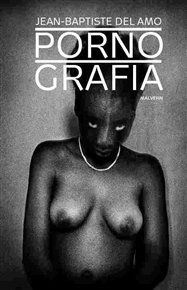 JEAN-BAPTISTE DEL AMO
PORNO
GRAFIA
MALVERN